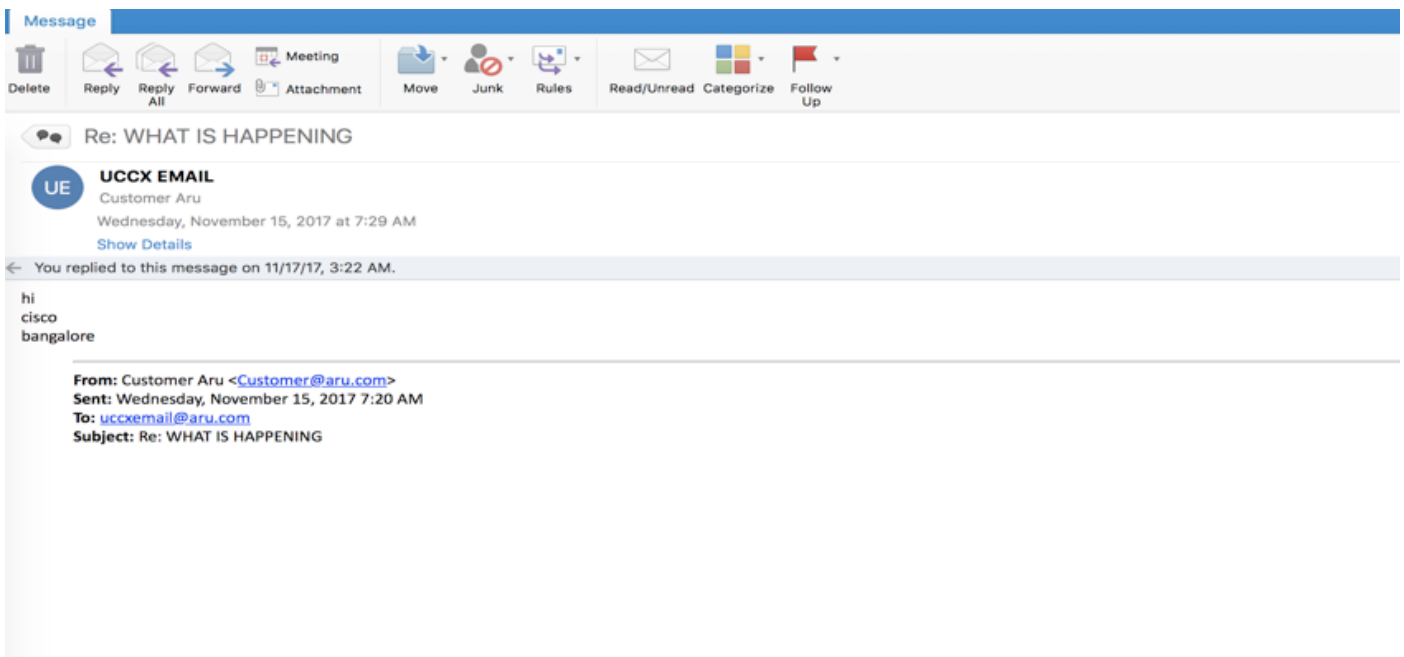 Message
Delete
Reply
Reply All
Forward
Meeting
Attachment
Move
Junk
Rules
Read/Unread
Categorize
Follow Up
Re: WHAT IS HAPPENING
UE
UCCX EMAIL
Customer Aru
Wednesday, November 15, 2017 at 7:29 AM
Show Details
You replied to this message on 11/17/17, 3:22 AM.
hi
cisco
bangalore
From: Customer Aru <Customer@aru.com>
Sent: Wednesday, November 15, 2017 7:20 AM
To: uccxemail@aru.com
Subject: Re: WHAT IS HAPPENING